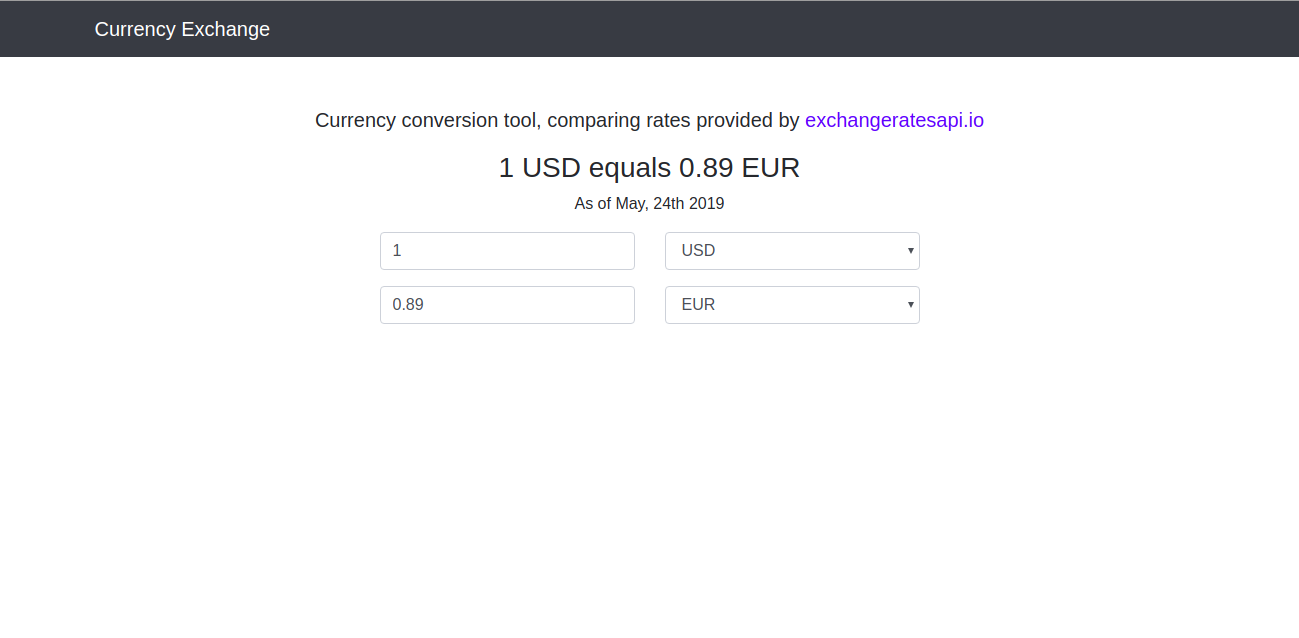 Currency Exchange
Currency conversion tool, comparing rates provided by exchangeratesapi.io
1 USD equals 0.89 EUR
As of May, 24th 2019
1 USD
0.89 EUR